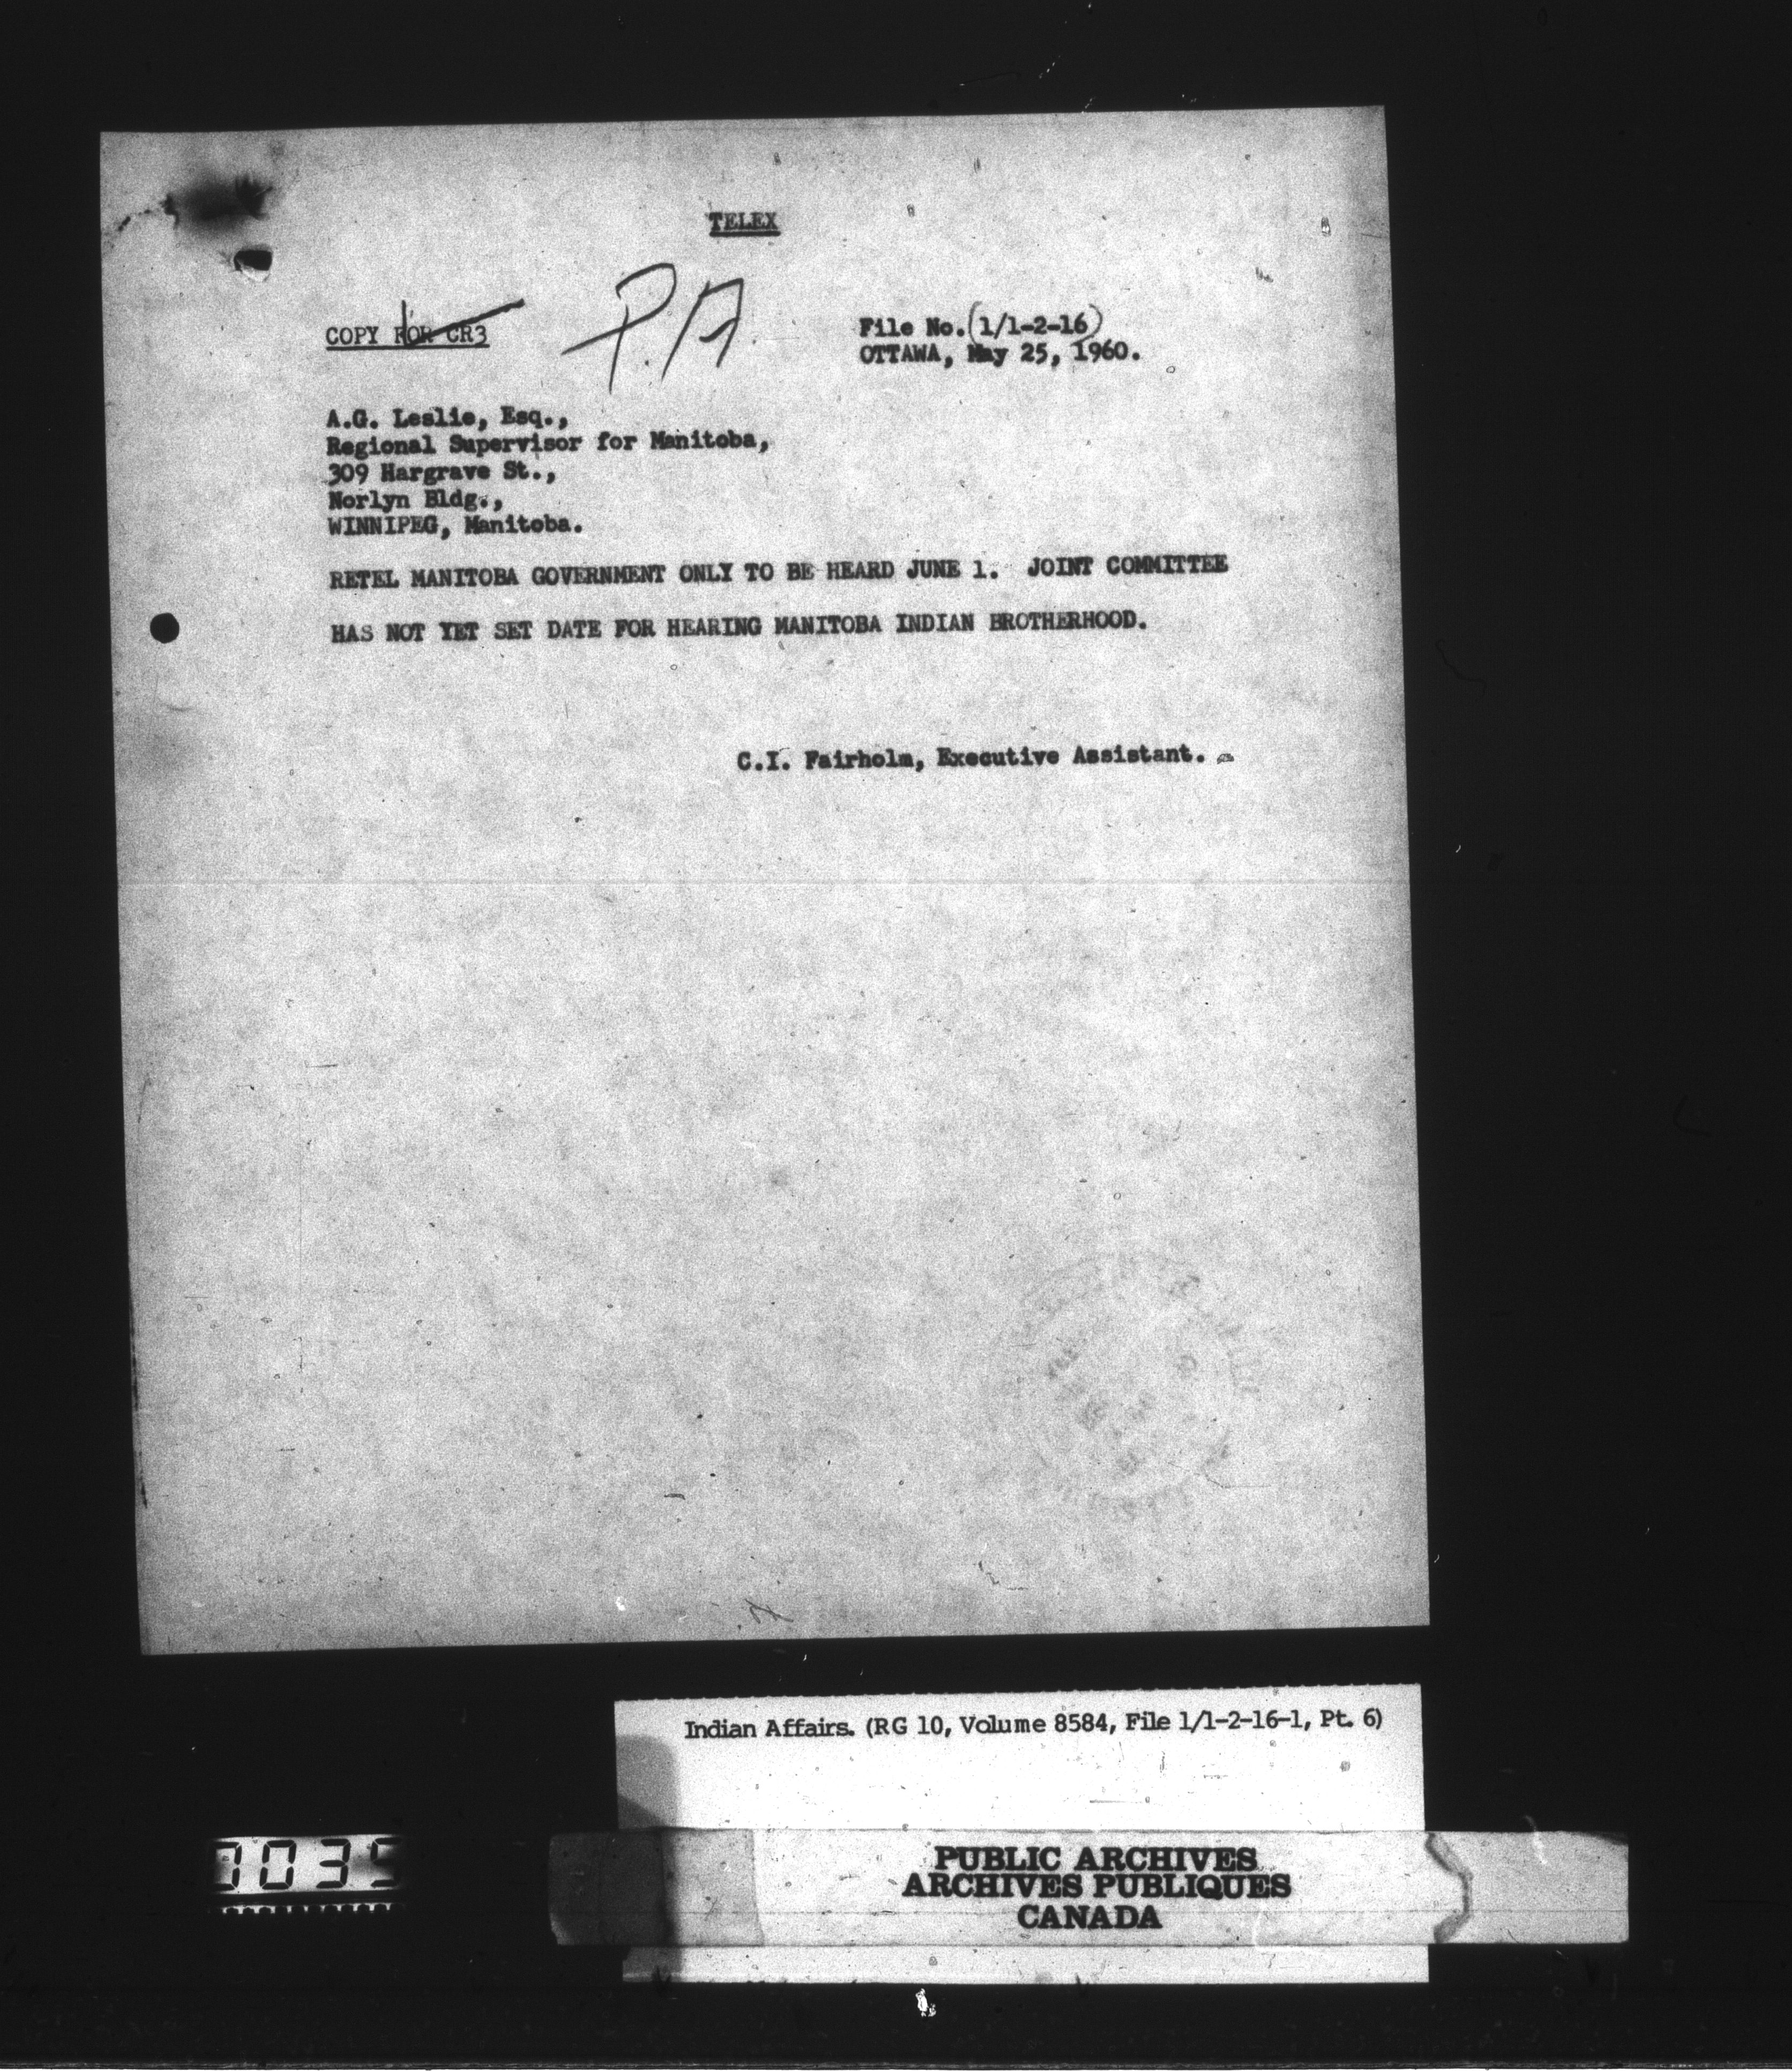 TELEX
COPY FOR CR3
P.A.
File No. (1/1-2-16)
OTTAWA, May 25, 1960.
A.G. Leslie, Esq.,
Regional Supervisor for Manitoba,
309 Hargrave St.,
Norlyn Bldg.,
WINNIPEG, Manitoba.
RETEL MANITOBA GOVERNMENT ONLY TO BE HEARD JUNE 1. JOINT COMMITTEE
HAS NOT YET SET DATE FOR HEARING MANITOBA INDIAN BROTHERHOOD.
C.I. Fairholm, Executive Assistant.
Indian Affairs. (RG 10, Volume 8584, File 1/1-2-16-1, Pt. 6)
PUBLIC ARCHIVES
ARCHIVES PUBLIQUES
CANADA